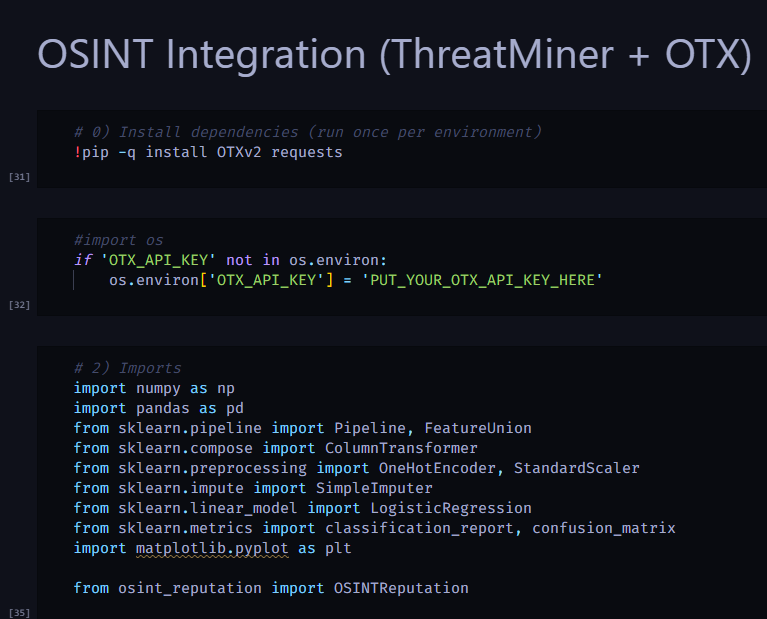 OSINT Integration (ThreatMiner + OTX)
# 0) Install dependencies (run once per environment)
!pip -q install OTXv2 requests
[31]
#import os
if 'OTX_API_KEY' not in os.environ:
    os.environ['OTX_API_KEY'] = 'PUT_YOUR_OTX_API_KEY_HERE'
[32]
# 2) Imports
import numpy as np
import pandas as pd
from sklearn.pipeline import Pipeline, FeatureUnion
from sklearn.compose import ColumnTransformer
from sklearn.preprocessing import OneHotEncoder, StandardScaler
from sklearn.impute import SimpleImputer
from sklearn.linear_model import LogisticRegression
from sklearn.metrics import classification_report, confusion_matrix
import matplotlib.pyplot as plt
from osint_reputation import OSINTReputation
[35]